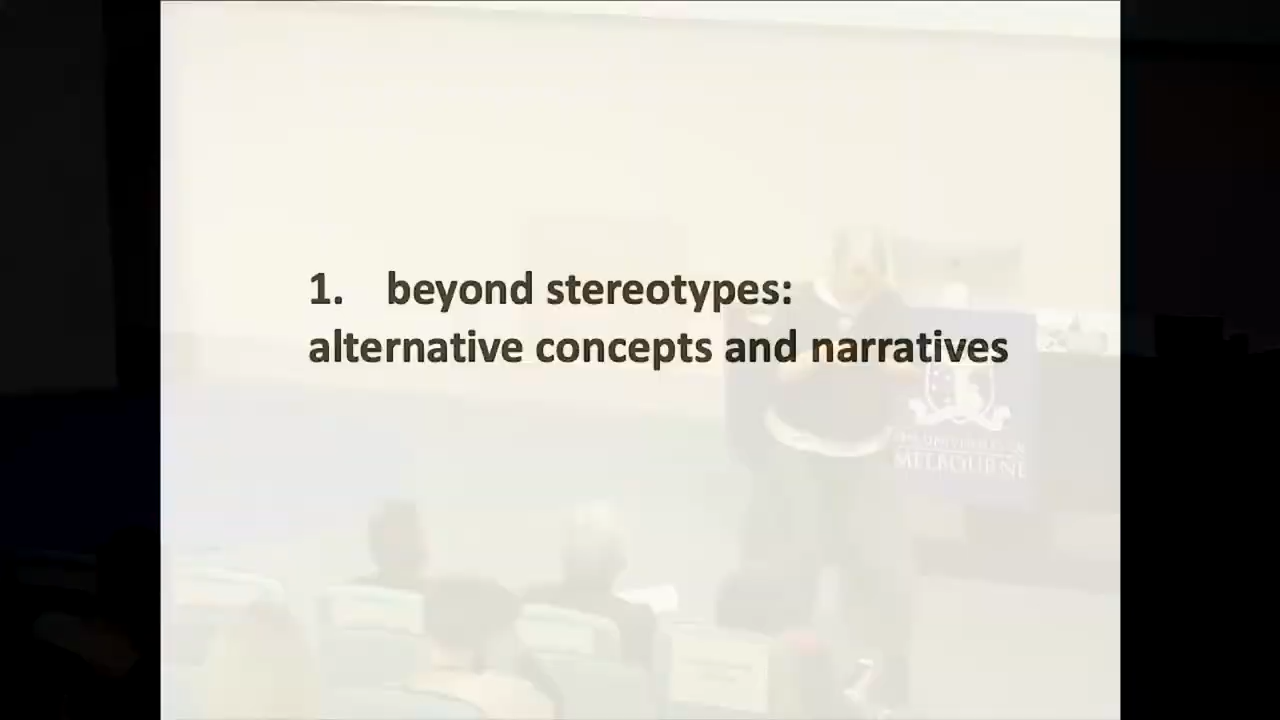 1. beyond stereotypes:
alternative concepts and narratives
MELBOURNE